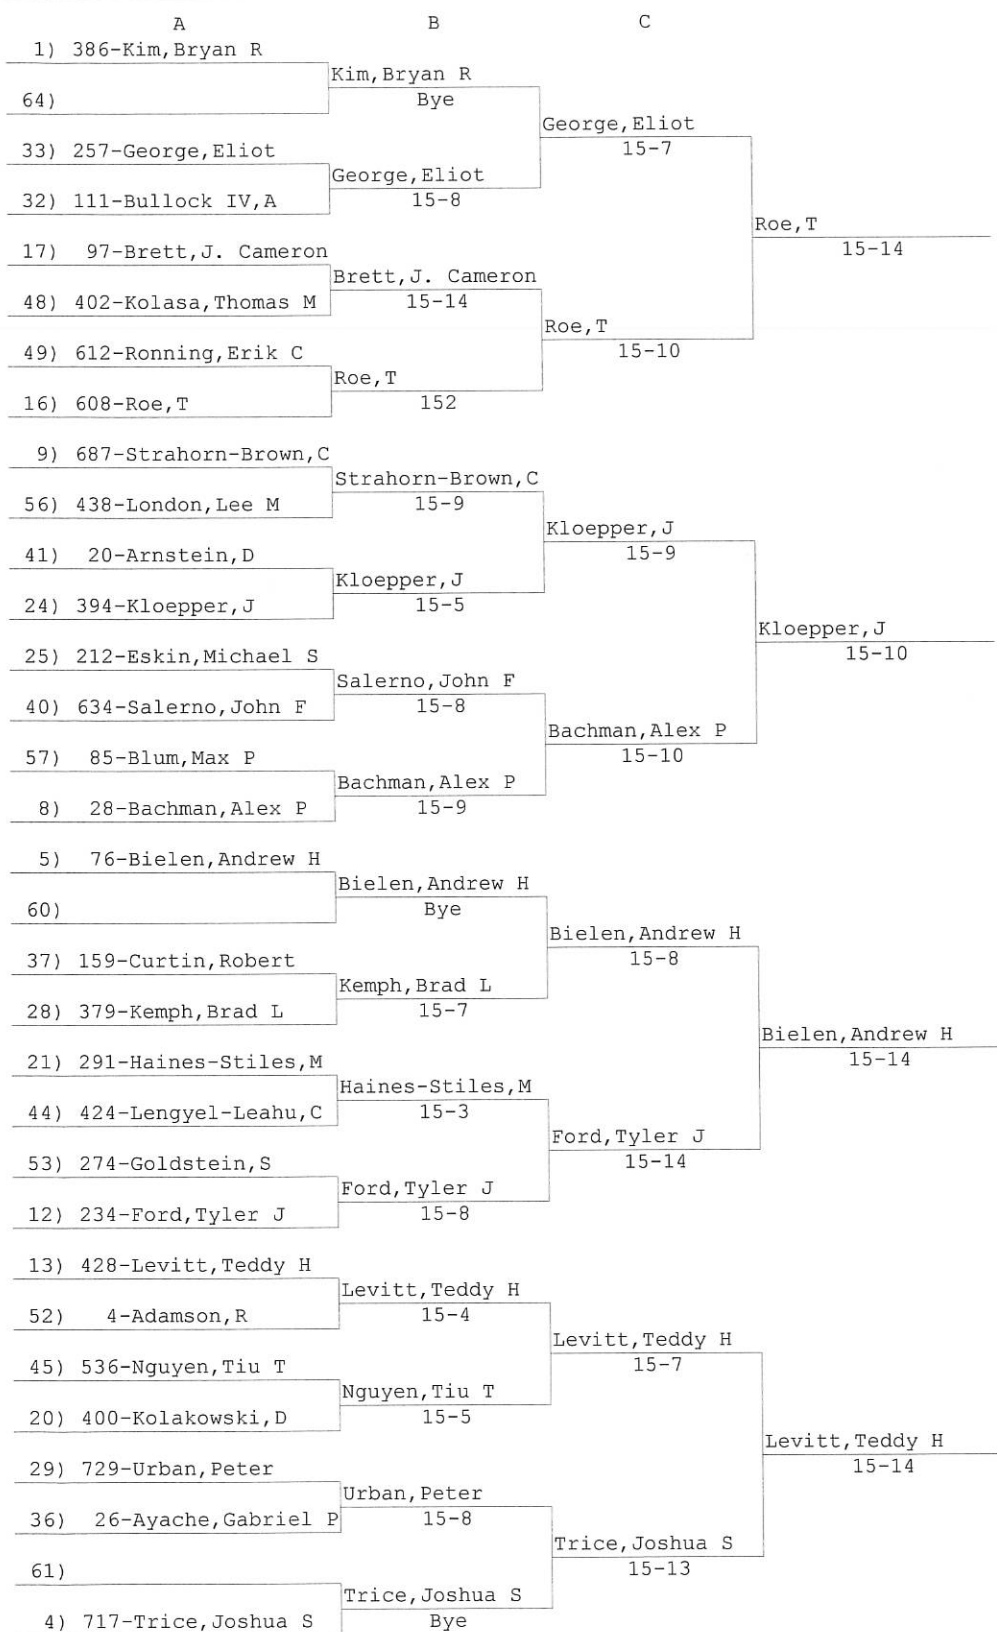 A B C
1) 386-Kim,Bryan R
Kim,Bryan R
64) Bye
George,Eliot
33) 257-George,Eliot 15-7
George,Eliot
32) 111-Bullock IV,A 15-8
Roe,T
17) 97-Brett,J. Cameron 15-14
Brett,J. Cameron
48) 402-Kolasa,Thomas M 15-14
Roe,T
49) 612-Ronning,Erik C 15-10
Roe,T
16) 608-Roe,T 152
9) 687-Strahorn-Brown,C
Strahorn-Brown,C
56) 438-London,Lee M 15-9
Kloepper,J
41) 20-Arnstein,D 15-9
Kloepper,J
24) 394-Kloepper,J 15-5
Kloepper,J
25) 212-Eskin,Michael S 15-10
Salerno,John F
40) 634-Salerno,John F 15-8
Bachman,Alex P
57) 85-Blum,Max P 15-10
Bachman,Alex P
8) 28-Bachman,Alex P 15-9
5) 76-Bielen,Andrew H
Bielen,Andrew H
60) Bye
Bielen,Andrew H
37) 159-Curtin,Robert 15-8
Kemph,Brad L
28) 379-Kemph,Brad L 15-7
Bielen,Andrew H
21) 291-Haines-Stiles,M 15-14
Haines-Stiles,M
44) 424-Lengyel-Leahu,C 15-3
Ford,Tyler J
53) 274-Goldstein,S 15-14
Ford,Tyler J
12) 234-Ford,Tyler J 15-8
13) 428-Levitt,Teddy H
Levitt,Teddy H
52) 4-Adamson,R 15-4
Levitt,Teddy H
45) 536-Nguyen,Tiu T 15-7
Nguyen,Tiu T
20) 400-Kolakowski,D 15-5
Levitt,Teddy H
29) 729-Urban,Peter 15-14
Urban,Peter
36) 26-Ayache,Gabriel P 15-8
Trice,Joshua S
61) 15-13
Trice,Joshua S
4) 717-Trice,Joshua S Bye